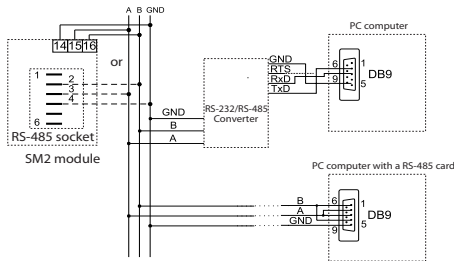 A B GND
14 15 16
or
1
2
3
4
6
RS-485 socket
SM2 module
GND
B
A
RS-232/RS-485
Converter
GND
RTS
RxD
TxD
PC computer
6
9
1
5
DB9
PC computer with a RS-485 card
B
A
GND
6
9
1
5
DB9